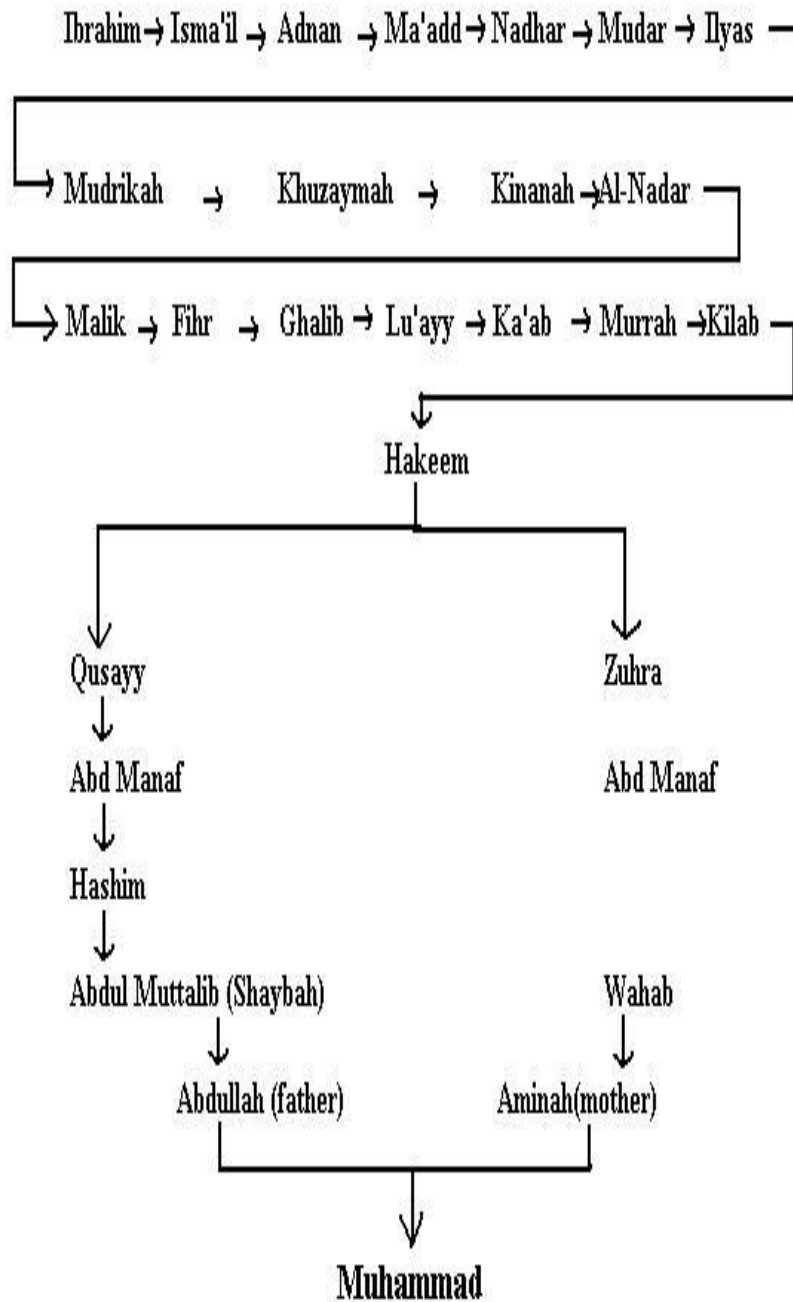 Ibrahim Isma'il Adnan Ma'add Nadhar Mudar Ilyas
Mudrikah Khuzaymah Kinanah Al-Nadar
Malik Fihr Ghalib Lu'ayy Ka'ab Murrah Kilab
Hakeem
Qusayy Zuhra
Abd Manaf Abd Manaf
Hashim
Abdul Muttalib (Shaybah) Wahab
Abdullah (father) Aminah(mother)
Muhammad